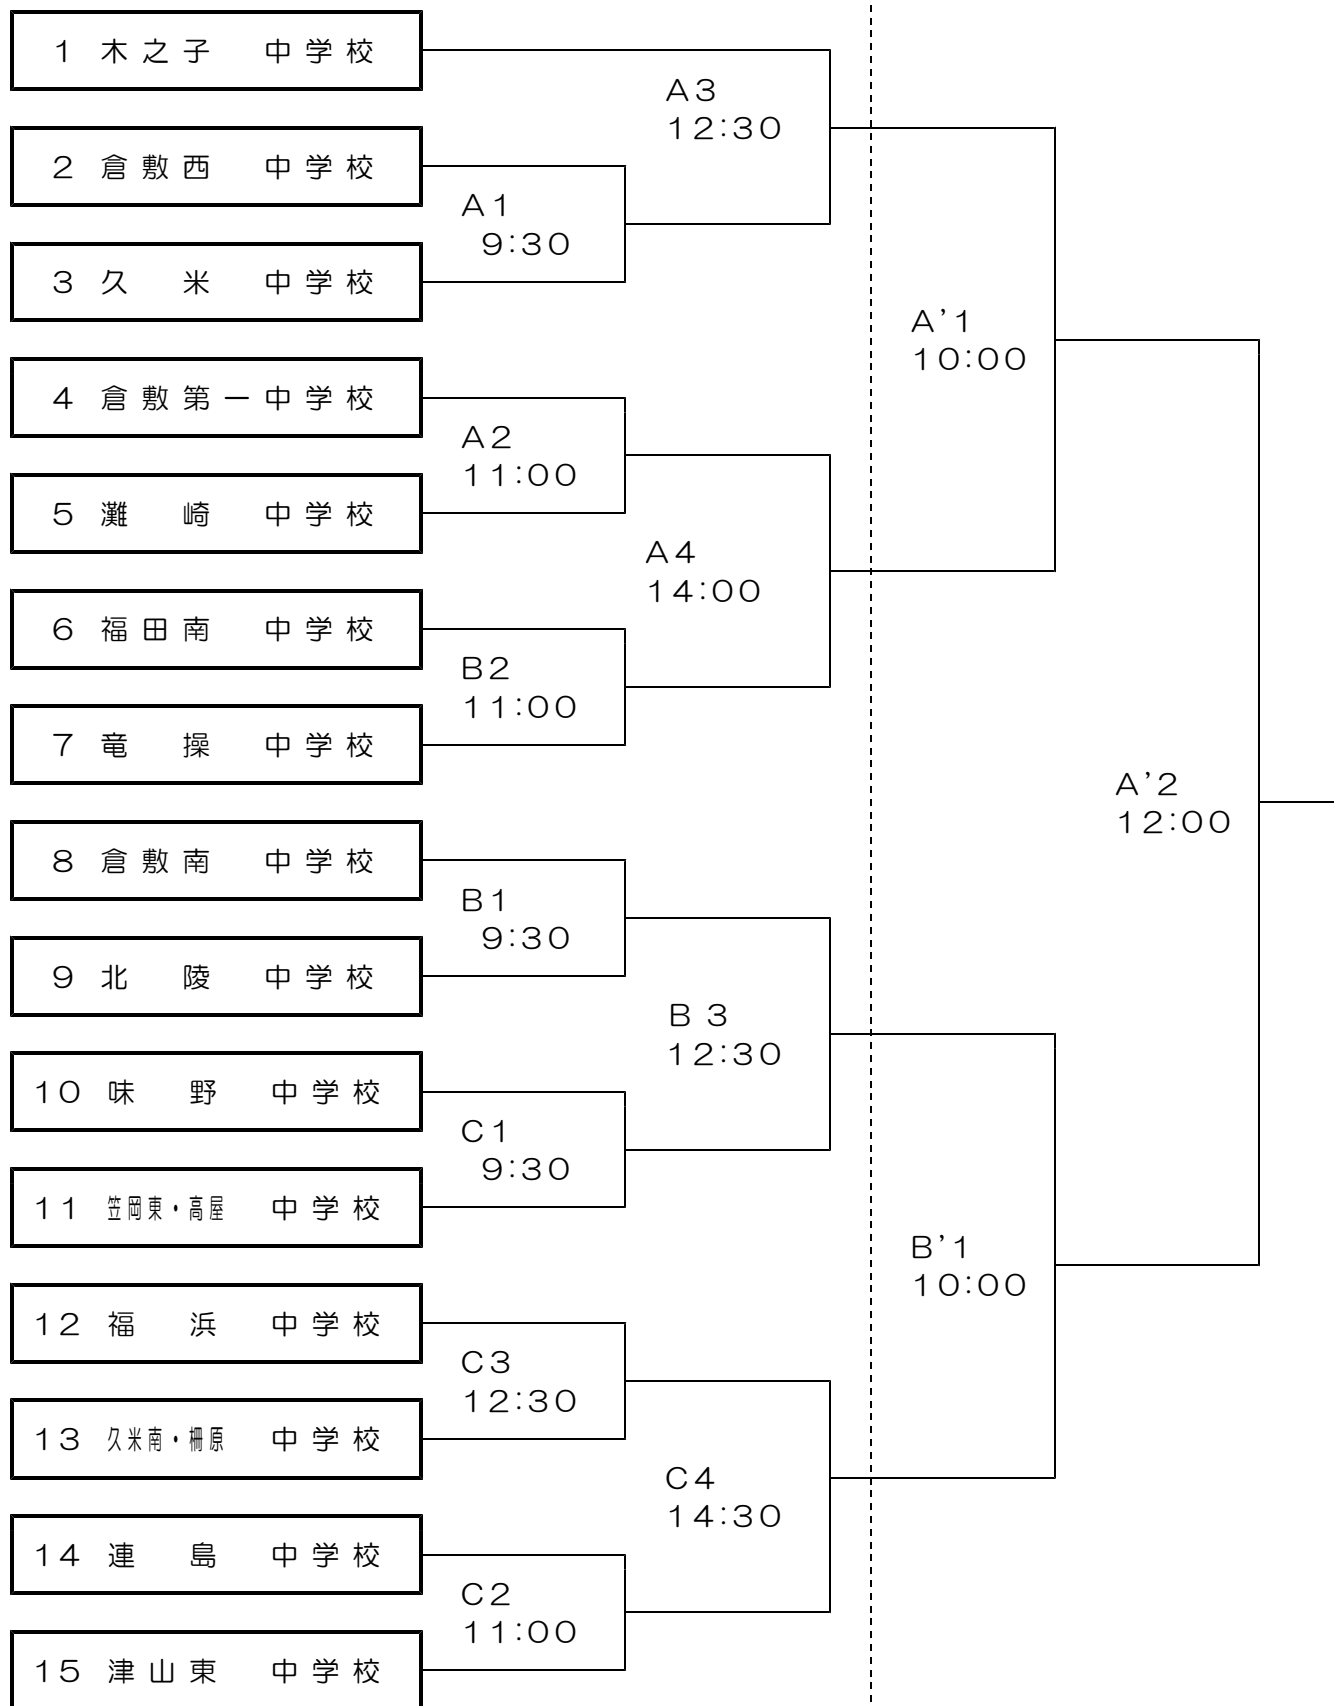 １ 木之子　中学校
A3
12:30
２ 倉敷西　中学校
A1
9:30
３ 久　米　中学校
A'1
10:00
４ 倉敷第一中学校
A2
11:00
５ 灘　崎　中学校
A4
14:00
６ 福田南　中学校
B2
11:00
７ 竜　操　中学校
A'2
12:00
８ 倉敷南　中学校
B1
9:30
９ 北　陵　中学校
B 3
12:30
10 味　野　中学校
C1
9:30
11 笠岡東・高屋　中学校
B'1
10:00
12 福　浜　中学校
C3
12:30
13 久米南・柵原　中学校
C4
14:30
14 連　島　中学校
C2
11:00
15 津山東　中学校